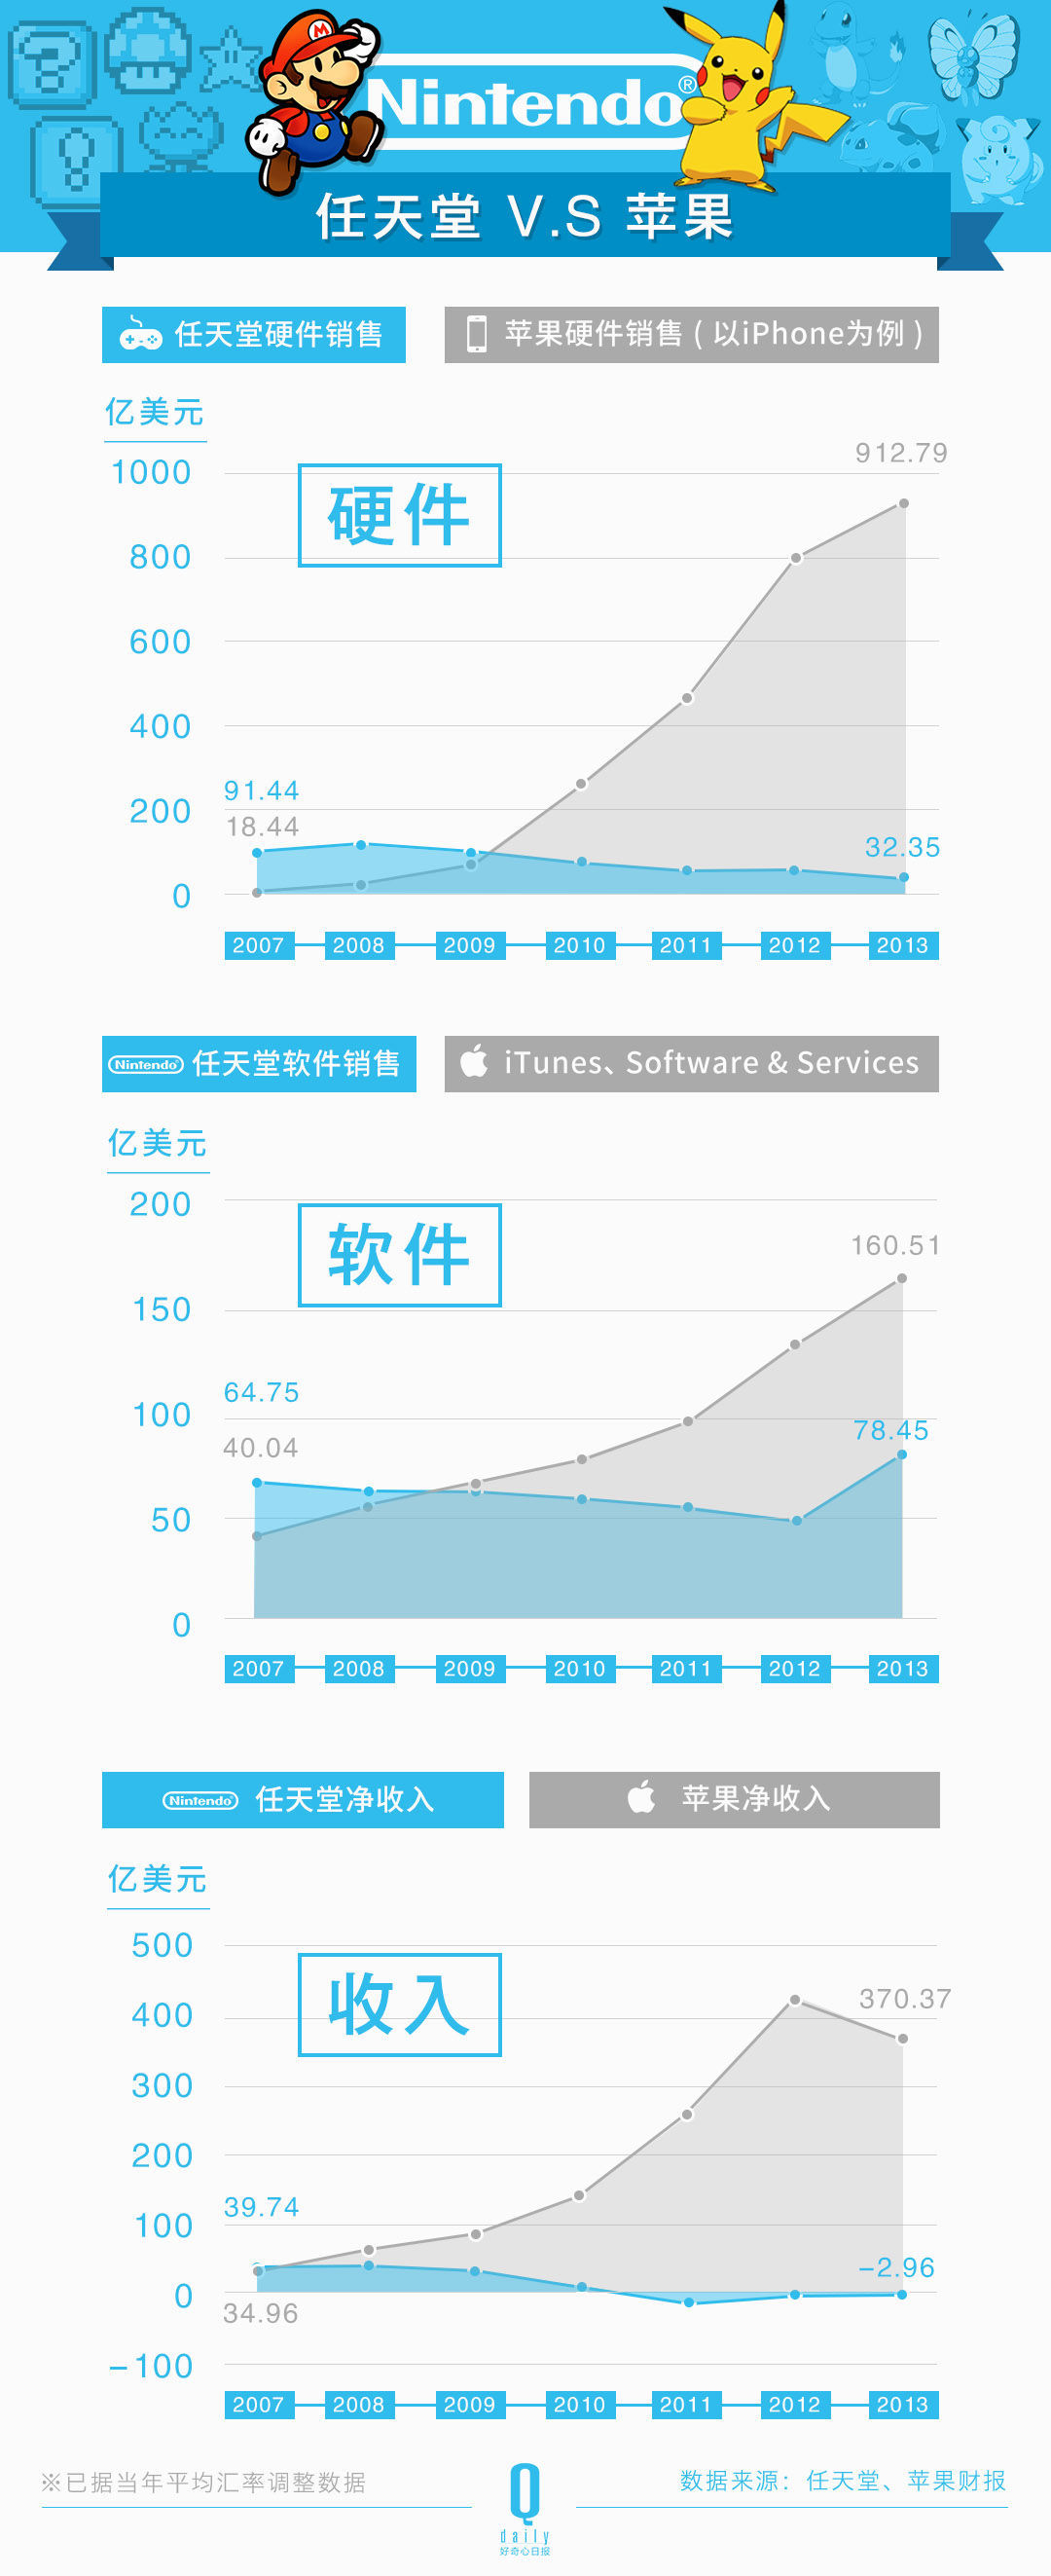 M
Nintendo®
任天堂 V.S 苹果
任天堂硬件销售
苹果硬件销售 ( 以iPhone为例 )
亿美元
硬件
1000
800
600
400
200
0
912.79
91.44
18.44
32.35
2007 2008 2009 2010 2011 2012 2013
Nintendo 任天堂软件销售
iTunes、Software & Services
亿美元
软件
200
150
100
50
0
160.51
64.75
40.04
78.45
2007 2008 2009 2010 2011 2012 2013
Nintendo 任天堂净收入
苹果净收入
亿美元
收入
500
400
300
200
100
0
-100
370.37
39.74
34.96
-2.96
2007 2008 2009 2010 2011 2012 2013
※已据当年平均汇率调整数据
Q
daily
好奇心日报
数据来源：任天堂、苹果财报